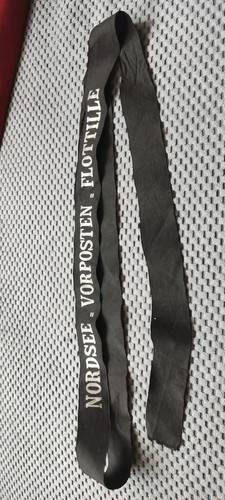 NORDSEE = VORPOSTEN = FLOTTILLE